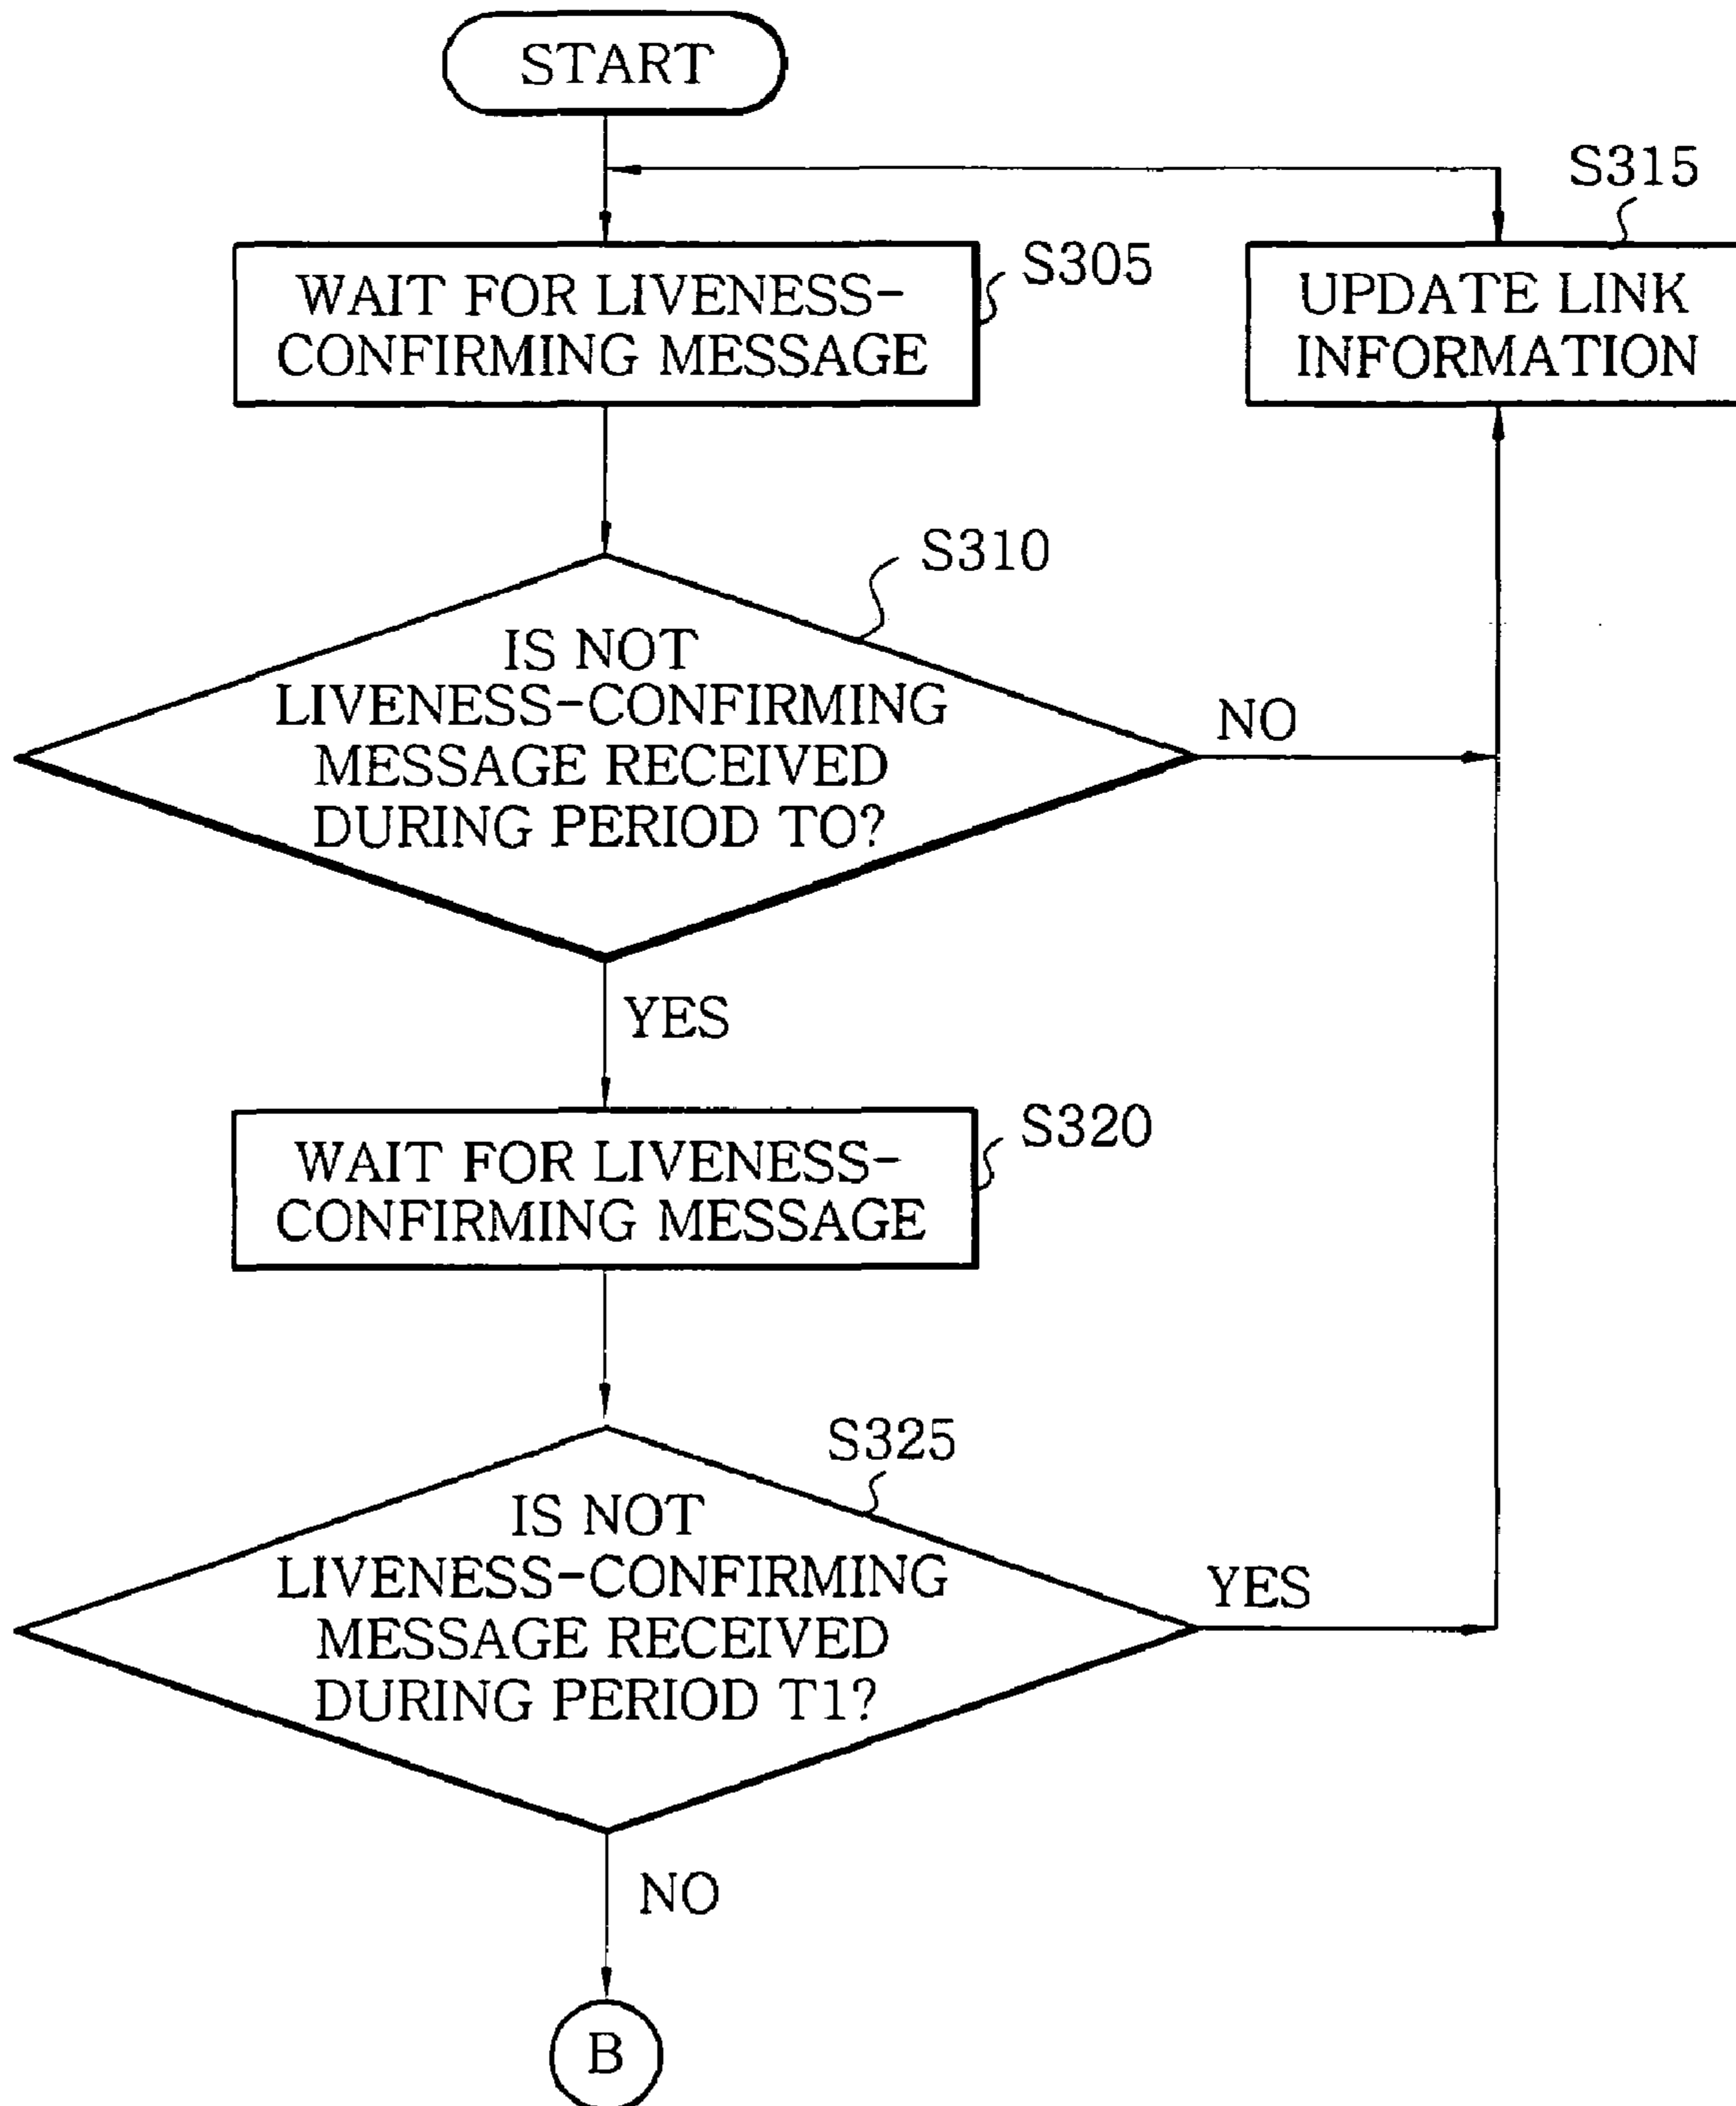 START
S315
WAIT FOR LIVENESS-
CONFIRMING MESSAGE
S305
UPDATE LINK
INFORMATION
S310
IS NOT
LIVENESS-CONFIRMING
MESSAGE RECEIVED
DURING PERIOD TO?
NO
YES
WAIT FOR LIVENESS-
CONFIRMING MESSAGE
S320
S325
IS NOT
LIVENESS-CONFIRMING
MESSAGE RECEIVED
DURING PERIOD T1?
YES
NO
B